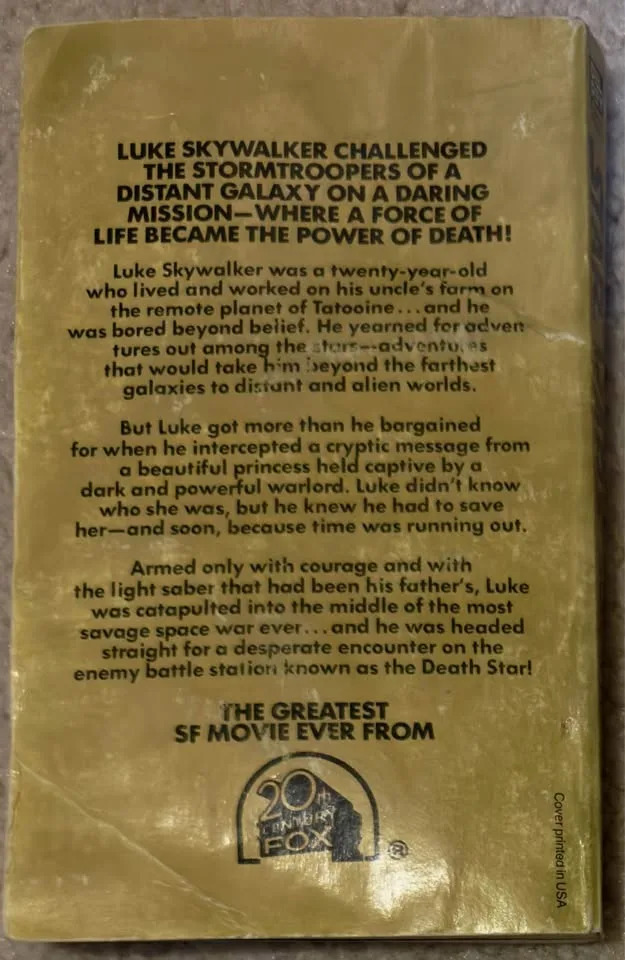 LUKE SKYWALKER CHALLENGED
THE STORMTROOPERS OF A
DISTANT GALAXY ON A DARING
MISSION—WHERE A FORCE OF
LIFE BECAME THE POWER OF DEATH!
Luke Skywalker was a twenty-year-old
who lived and worked on his uncle's farm on
the remote planet of Tatooine...and he
was bored beyond belief. He yearned for adven
tures out among the stars—adventures
that would take him beyond the farthest
galaxies to distant and alien worlds.
But Luke got more than he bargained
for when he intercepted a cryptic message from
a beautiful princess held captive by a
dark and powerful warlord. Luke didn't know
who she was, but he knew he had to save
her—and soon, because time was running out.
Armed only with courage and with
the light saber that had been his father's, Luke
was catapulted into the middle of the most
savage space war ever...and he was headed
straight for a desperate encounter on the
enemy battle station known as the Death Star!
THE GREATEST
SF MOVIE EVER FROM
20th
CENTURY
FOX
®
Cover printed in USA